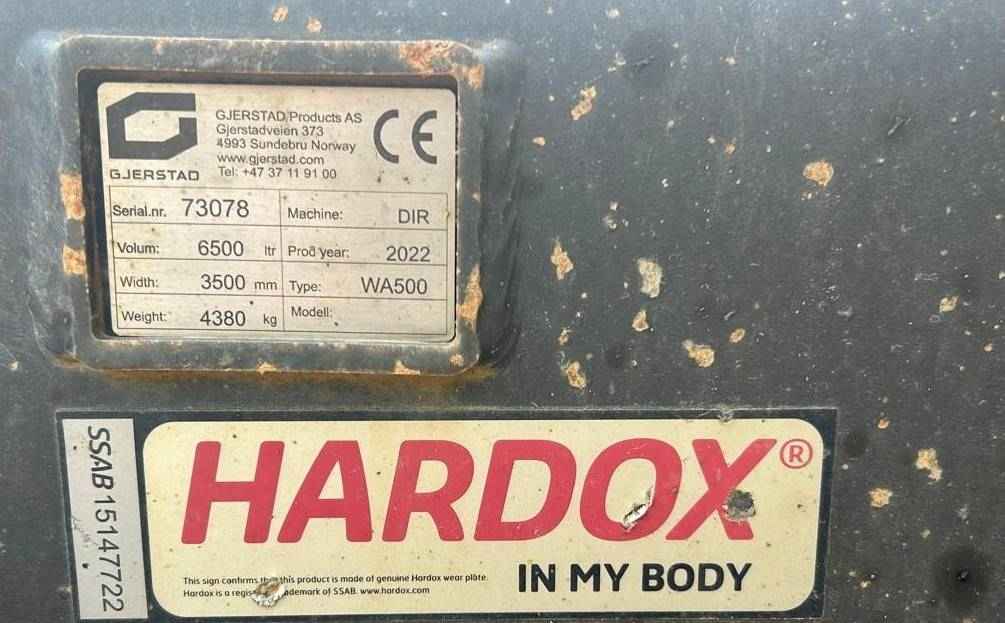 GJERSTAD
GJERSTAD Products AS
Gjerstadveien 373
4993 Sundebru Norway
www.gjerstad.com
Tel: +47 37 11 91 00
CE
Serial.nr. 73078 Machine: DIR
Volum: 6500 ltr Prod year: 2022
Width: 3500 mm Type: WA500
Weight: 4380 kg Modell:
SSAB 15147722
HARDOX®
IN MY BODY
This sign confirms that this product is made of genuine Hardox wear plate.
Hardox is a registered trademark of SSAB. www.hardox.com